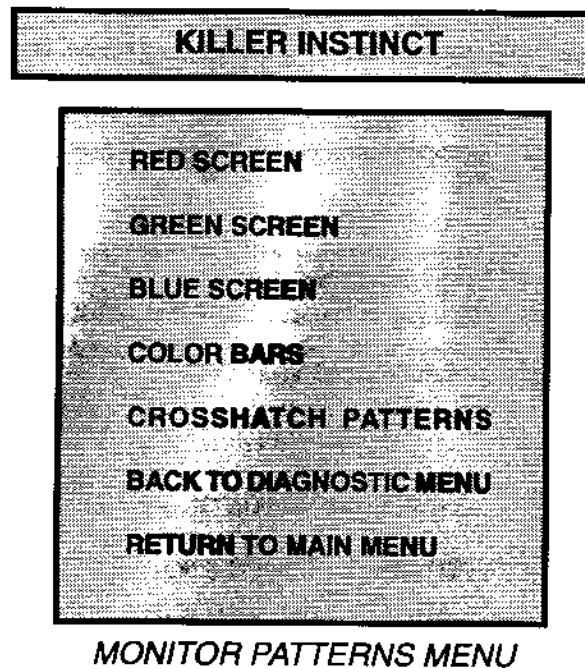 KILLER INSTINCT
RED SCREEN
GREEN SCREEN
BLUE SCREEN
COLOR BARS
CROSSHATCH PATTERNS
BACK TO DIAGNOSTIC MENU
RETURN TO MAIN MENU
MONITOR PATTERNS MENU